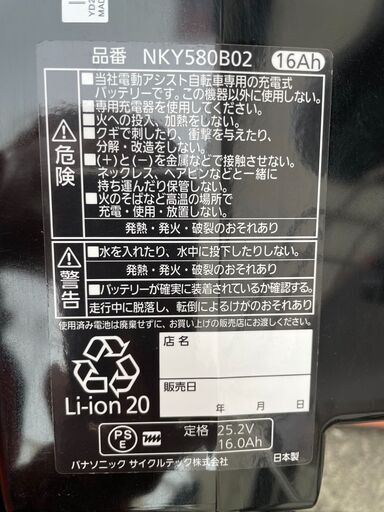 品番 NKY580B02 16Ah
危険
■当社電動アシスト自転車専用の充電式
バッテリーです。この機器以外に使用しない。
■専用充電器を使用してください。
■火への投入、加熱をしない。
■クギで刺したり、衝撃を与えたり、
分解・改造をしない。
■(+)と(-)を金属などで接触させない。
ネックレス、ヘアピンなどと一緒に
持ち運んだり保管しない。
■火のそばなど高温の場所で
充電・使用・放置しない。
発熱・発火・破裂のおそれあり
警告
■水を入れたり、水中に投下したりしない。
発熱・発火・破裂のおそれあり
■バッテリーが確実に装着されているか確認する。
走行中に脱落し、転倒によるけがのおそれあり
使用済み電池は廃棄せずに、お買い上げの販売店にお渡しください。
Li-ion 20
店名
販売日
年 月 日
PS
E
定格 25.2V
16.0Ah
パナソニック サイクルテック株式会社 日本製